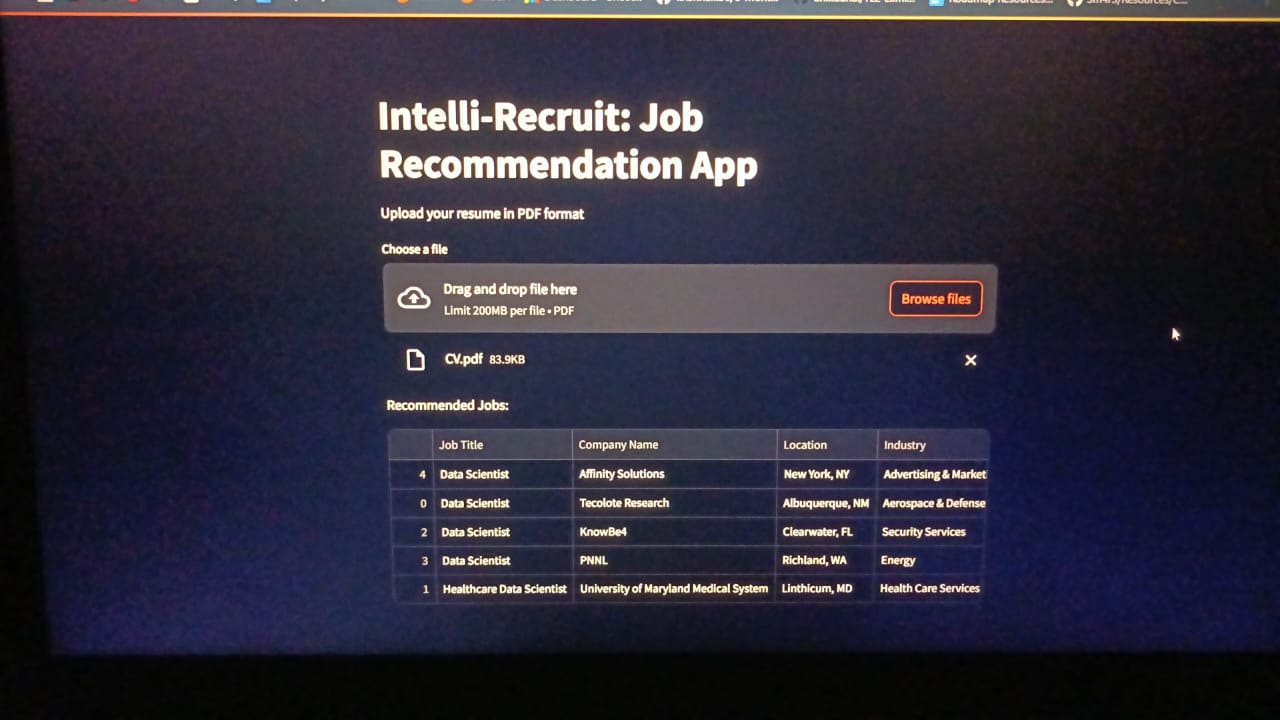 Intelli-Recruit: Job
Recommendation App
Upload your resume in PDF format
Choose a file
Drag and drop file here
Limit 200MB per file • PDF
Browse files
CV.pdf 83.9KB
Recommended Jobs:
Job Title Company Name Location Industry
4 Data Scientist Affinity Solutions New York, NY Advertising & Market
0 Data Scientist Tecolote Research Albuquerque, NM Aerospace & Defense
2 Data Scientist KnowBe4 Clearwater, FL Security Services
3 Data Scientist PNNL Richland, WA Energy
1 Healthcare Data Scientist University of Maryland Medical System Linthicum, MD Health Care Services